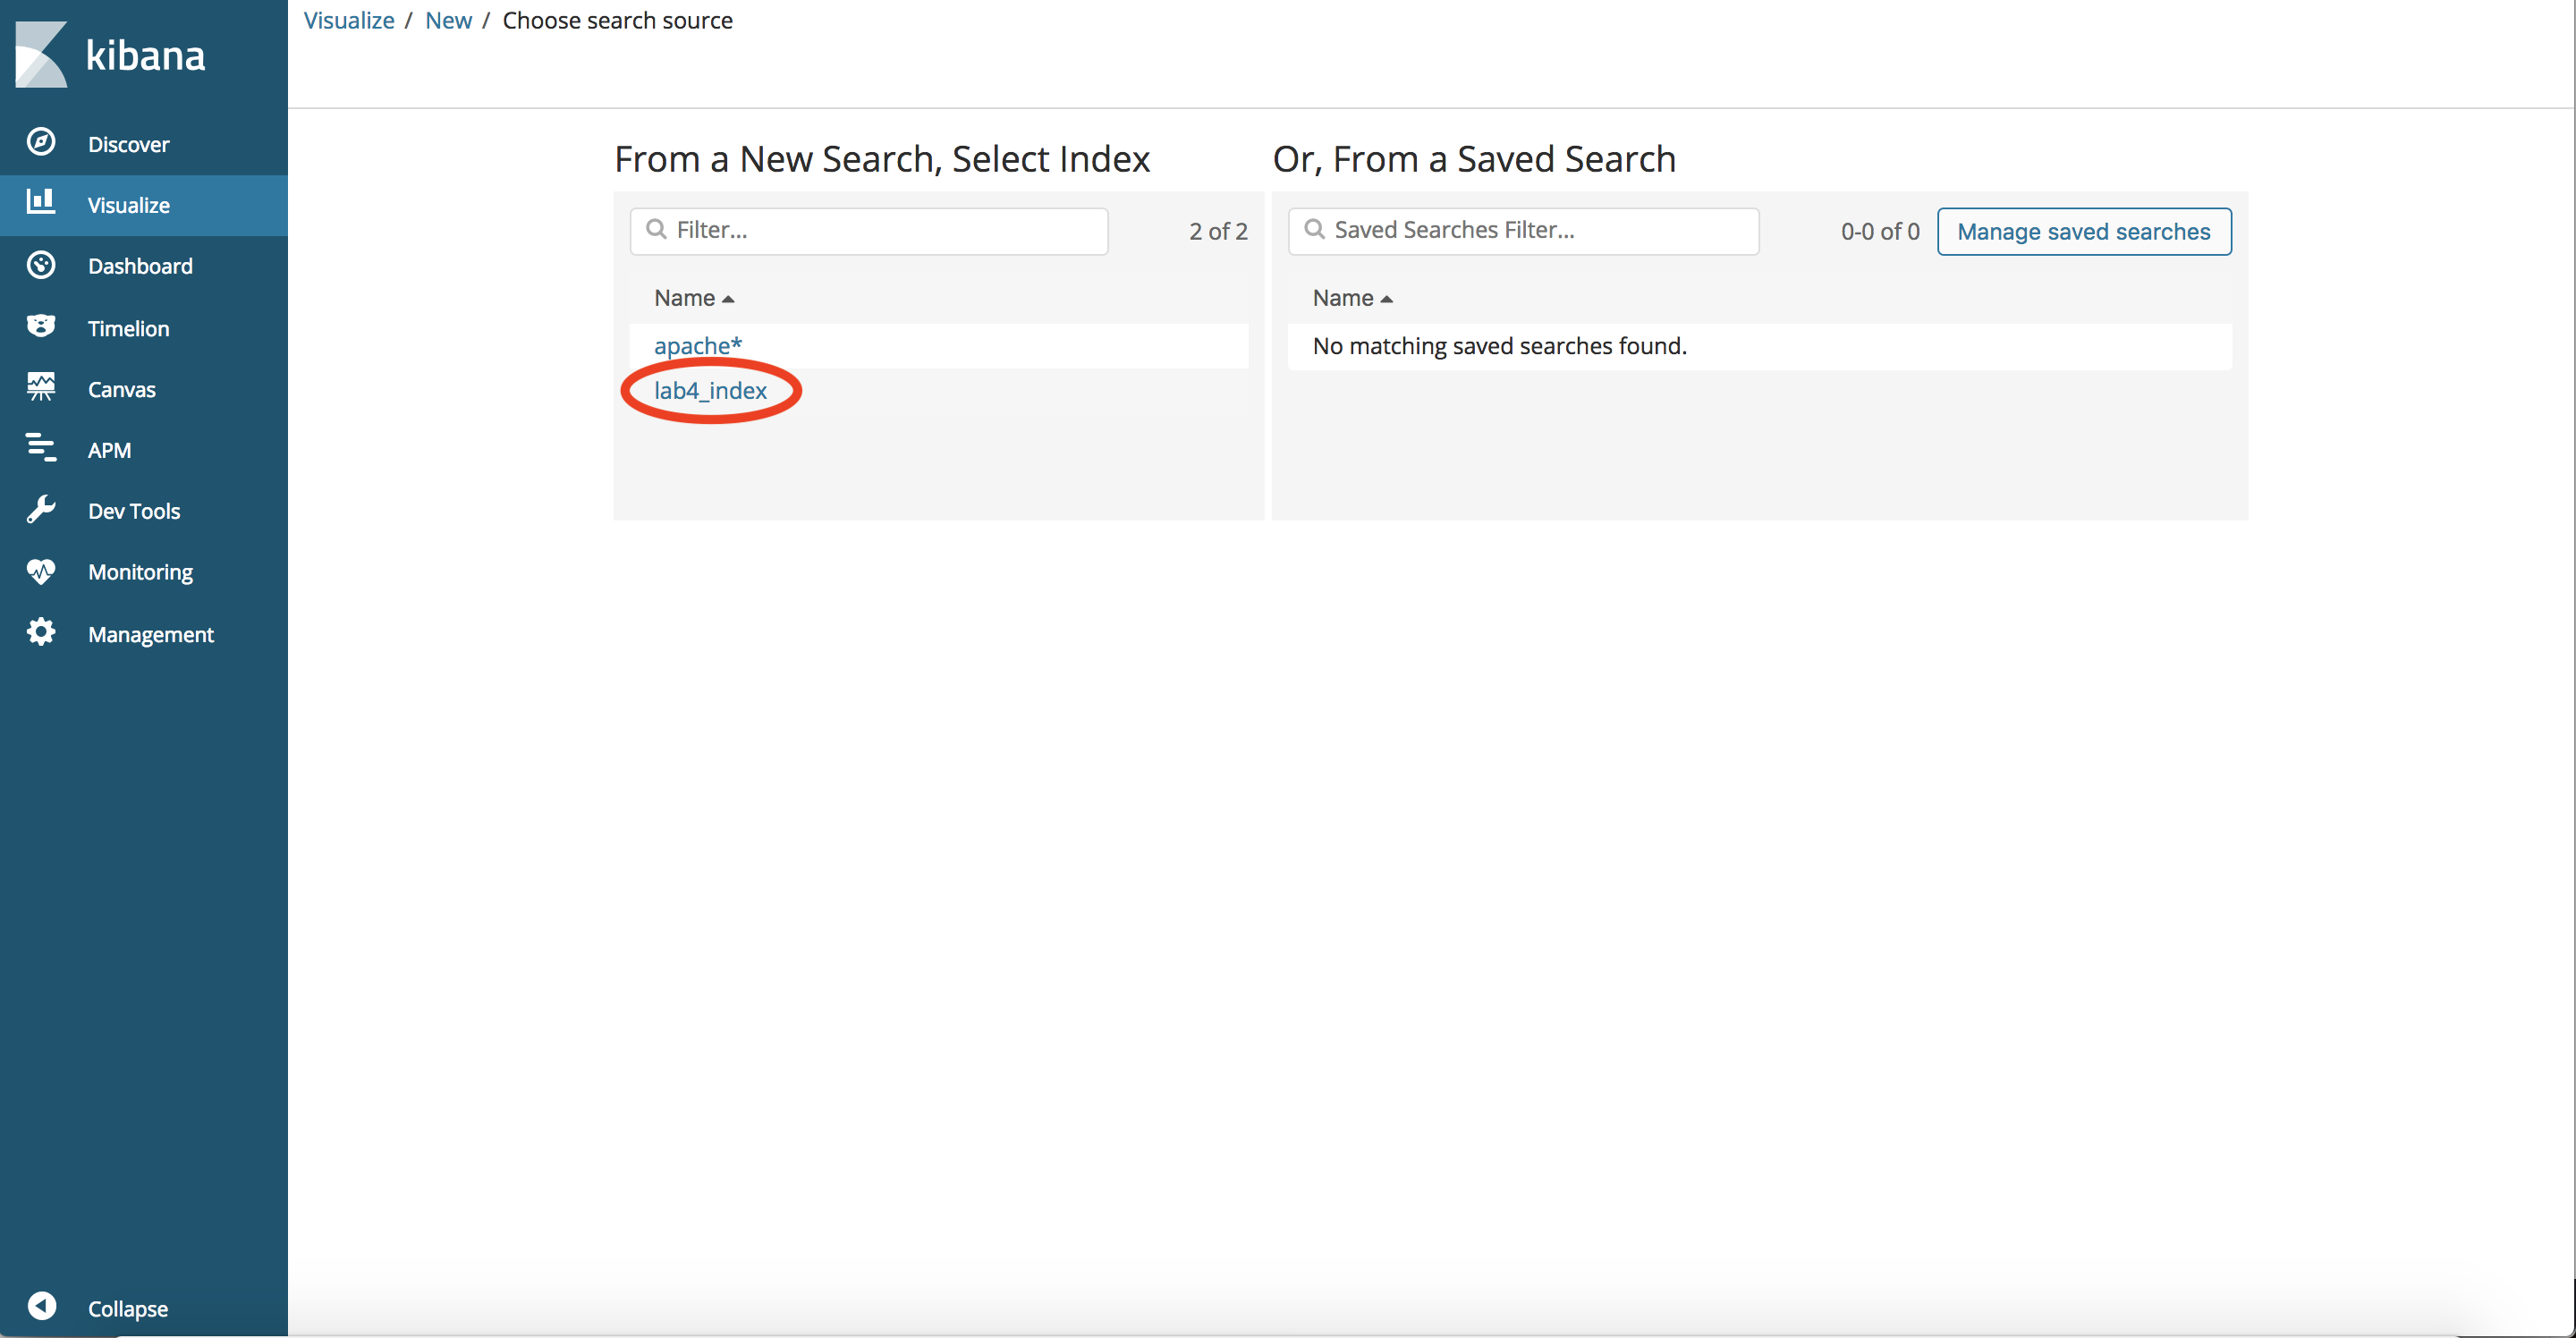 kibana
Discover
Visualize
Dashboard
Timelion
Canvas
APM
Dev Tools
Monitoring
Management
Collapse
Visualize / New / Choose search source
From a New Search, Select Index
Filter...
2 of 2
Name
apache*
lab4_index
Or, From a Saved Search
Saved Searches Filter...
0-0 of 0
Manage saved searches
Name
No matching saved searches found.